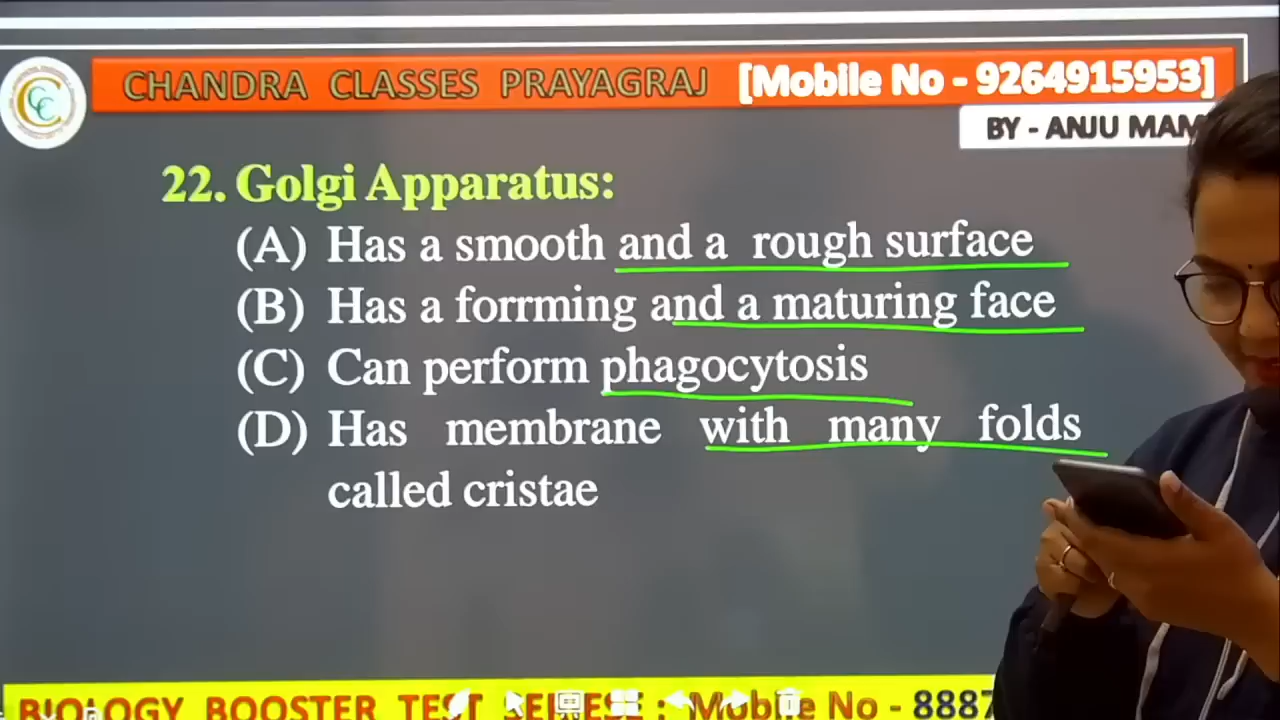 CHANDRA CLASSES PRAYAGRAJ [Mobile No - 9264915953]
CCC
BY - ANJU MAM
22. Golgi Apparatus:
(A) Has a smooth and a rough surface
(B) Has a forrming and a maturing face
(C) Can perform phagocytosis
(D) Has membrane with many folds
called cristae
BIOLOGY BOOSTER TEST : Mobile No - 8887